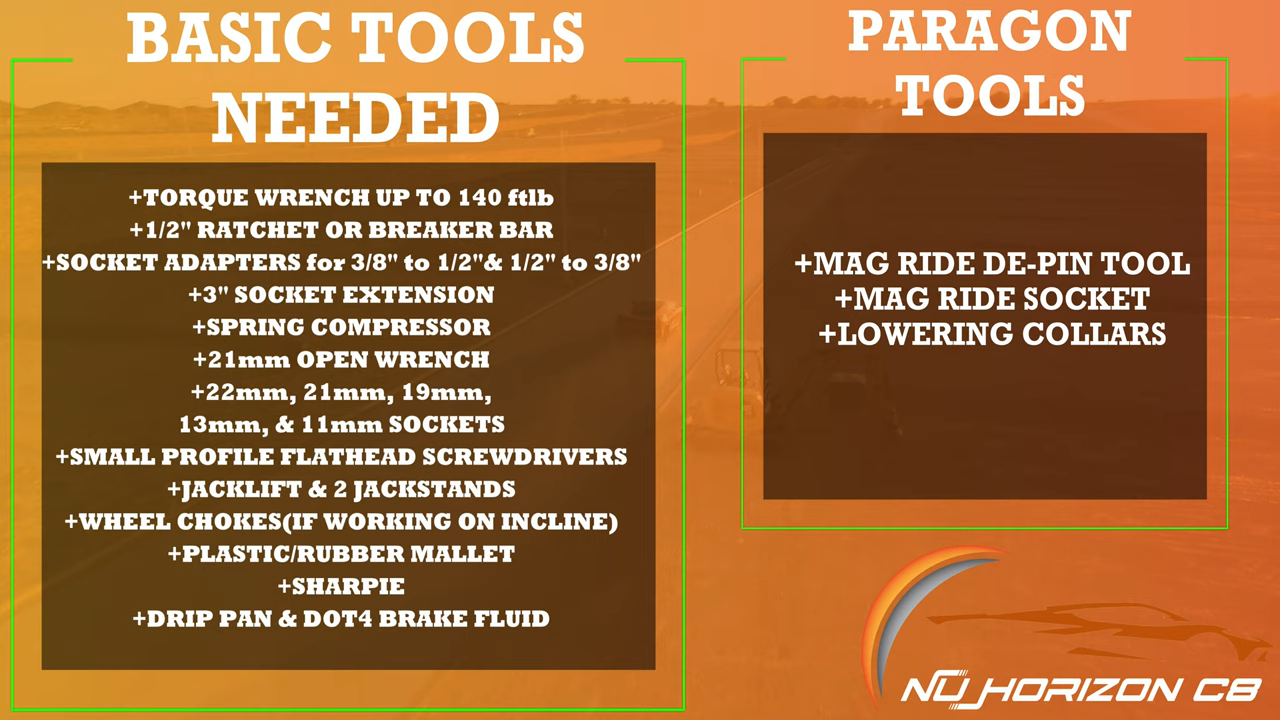 BASIC TOOLS
NEEDED
+TORQUE WRENCH UP TO 140 ftlb
+1/2" RATCHET OR BREAKER BAR
+SOCKET ADAPTERS for 3/8" to 1/2"& 1/2" to 3/8"
+3" SOCKET EXTENSION
+SPRING COMPRESSOR
+21mm OPEN WRENCH
+22mm, 21mm, 19mm,
13mm, & 11mm SOCKETS
+SMALL PROFILE FLATHEAD SCREWDRIVERS
+JACKLIFT & 2 JACKSTANDS
+WHEEL CHOKES(IF WORKING ON INCLINE)
+PLASTIC/RUBBER MALLET
+SHARPIE
+DRIP PAN & DOT4 BRAKE FLUID
PARAGON
TOOLS
+MAG RIDE DE-PIN TOOL
+MAG RIDE SOCKET
+LOWERING COLLARS
NU HORIZON C8